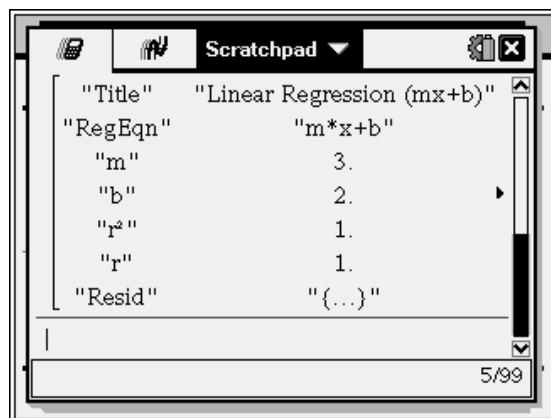 Scratchpad
"Title" "Linear Regression (mx+b)"
"RegEqn" "m*x+b"
"m" 3.
"b" 2.
"r²" 1.
"r" 1.
"Resid" "{...}"
5/99